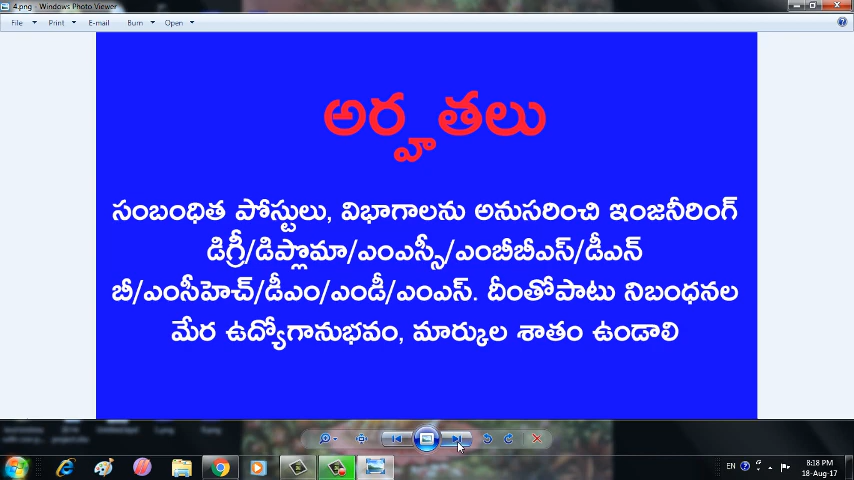 4.png - Windows Photo Viewer
File Print E-mail Burn Open
అర్హతలు
సంబంధిత పోస్టులు, విభాగాలను అనుసరించి ఇంజనీరింగ్
డిగ్రీ/డిప్లొమా/ఎంఎస్సీ/ఎంబీబీఎస్/డీఎన్
బీ/ఎంసీహెచ్/డీఎం/ఎండీ/ఎంఎస్. దీంతోపాటు నిబంధనల
మేర ఉద్యోగానుభవం, మార్కుల శాతం ఉండాలి
EN
8:18 PM
18-Aug-17